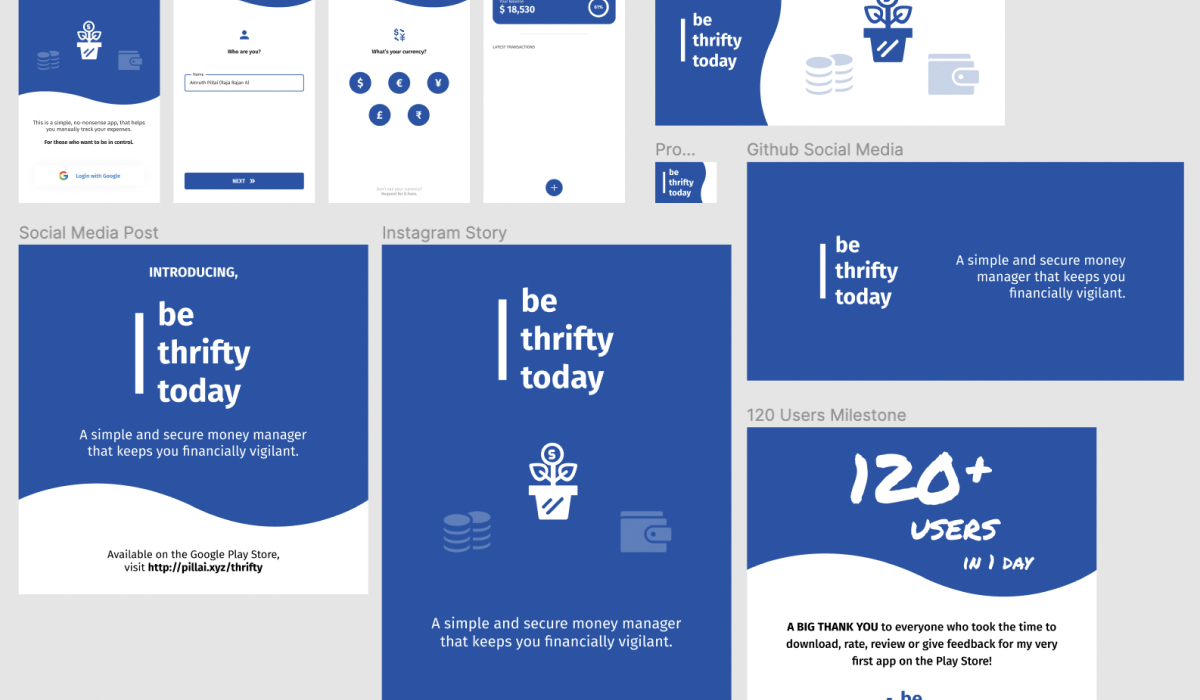 This is a simple, no-nonsense app, that helps
you manually track your expenses.
For those who want to be in control.
Login with Google
Who are you?
Name
NEXT
What's your currency?
$
€
¥
£
₹
Don't see your currency?
Request for it here.
$ 18,530
61%
LATEST TRANSACTIONS
+
be
thrifty
today
Pro...
be
thrifty
today
Github Social Media
be
thrifty
today
A simple and secure money
manager that keeps you
financially vigilant.
Social Media Post
INTRODUCING,
be
thrifty
today
A simple and secure money manager
that keeps you financially vigilant.
Available on the Google Play Store,
visit http://pillai.xyz/thrifty
Instagram Story
be
thrifty
today
$
A simple and secure money manager
that keeps you financially vigilant.
120 Users Milestone
120+
USERS
IN 1 DAY
A BIG THANK YOU to everyone who took the time to
download, rate, review or give feedback for my very
first app on the Play Store!
be